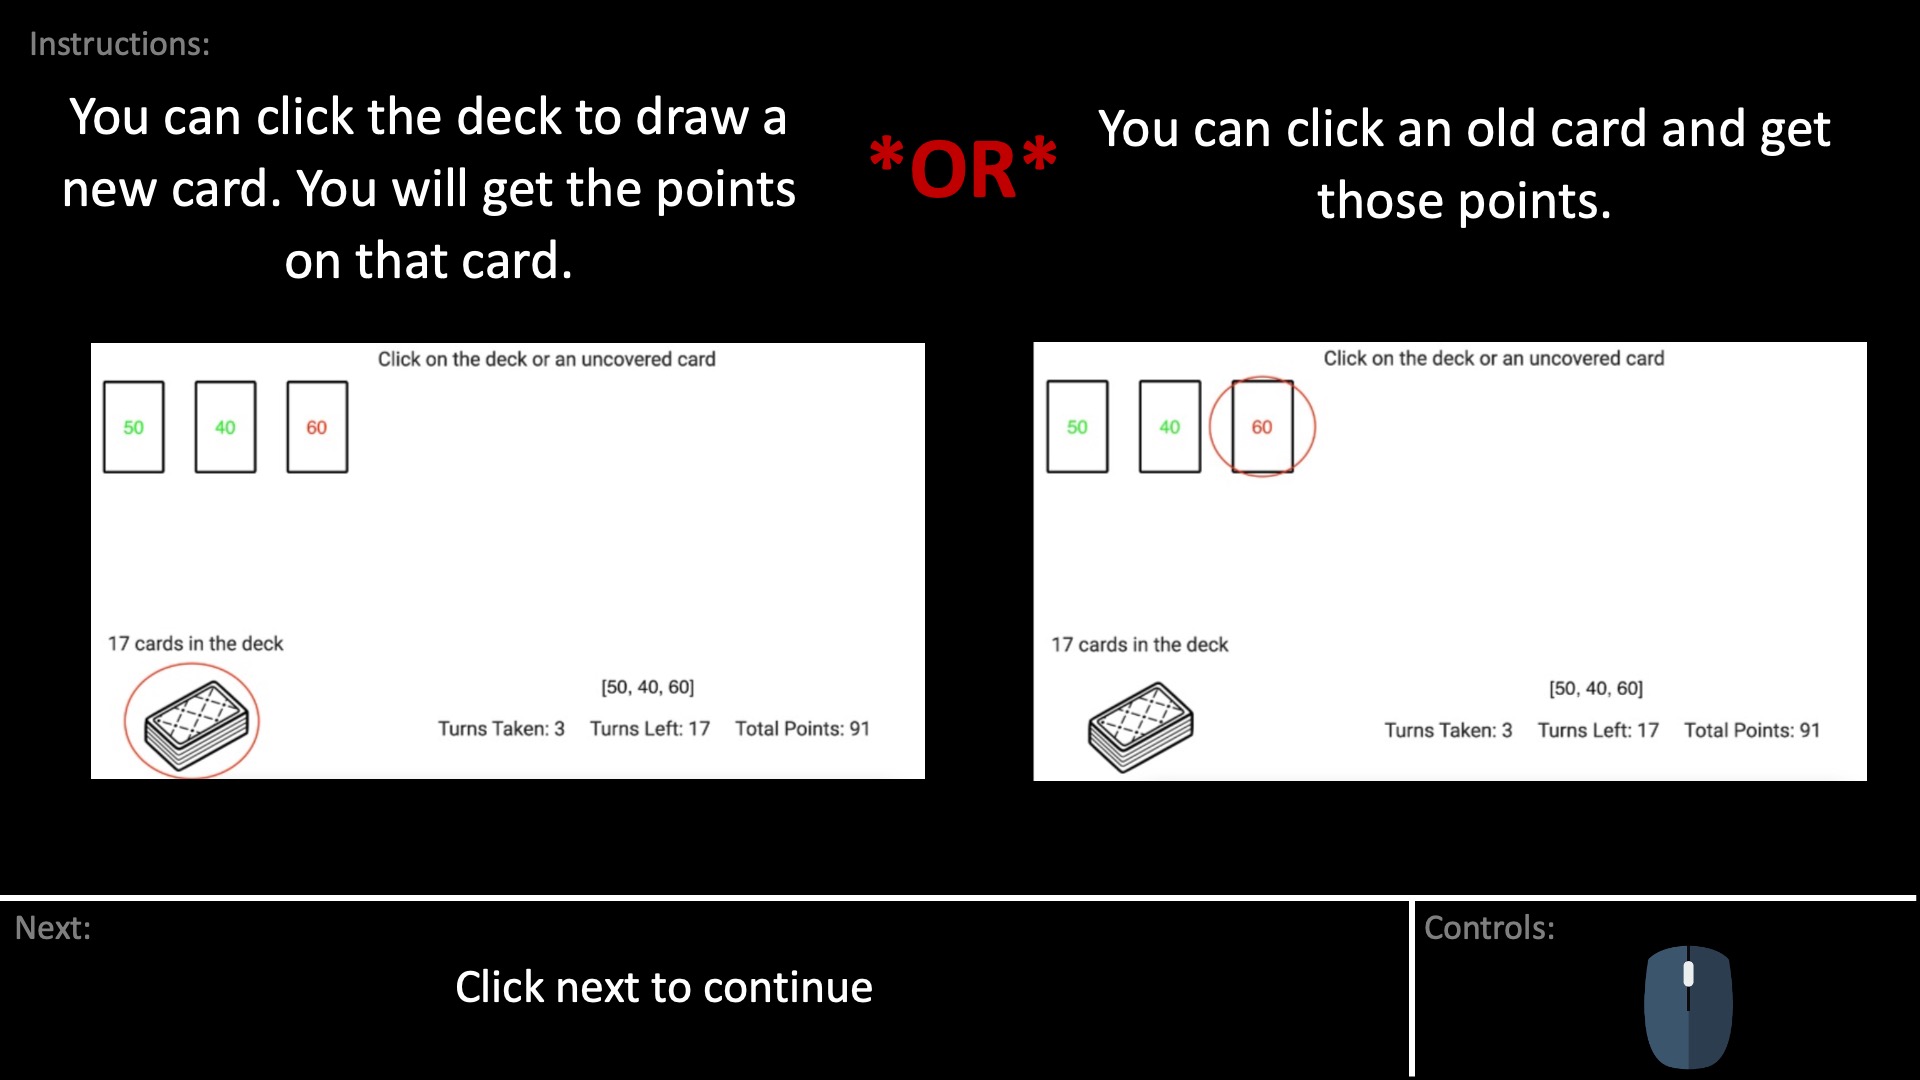 Instructions:
You can click the deck to draw a
new card. You will get the points
on that card.
*OR*
You can click an old card and get
those points.
Click on the deck or an uncovered card
50 40 60
17 cards in the deck
[50, 40, 60]
Turns Taken: 3 Turns Left: 17 Total Points: 91
Click on the deck or an uncovered card
50 40 60
17 cards in the deck
[50, 40, 60]
Turns Taken: 3 Turns Left: 17 Total Points: 91
Next:
Click next to continue
Controls: